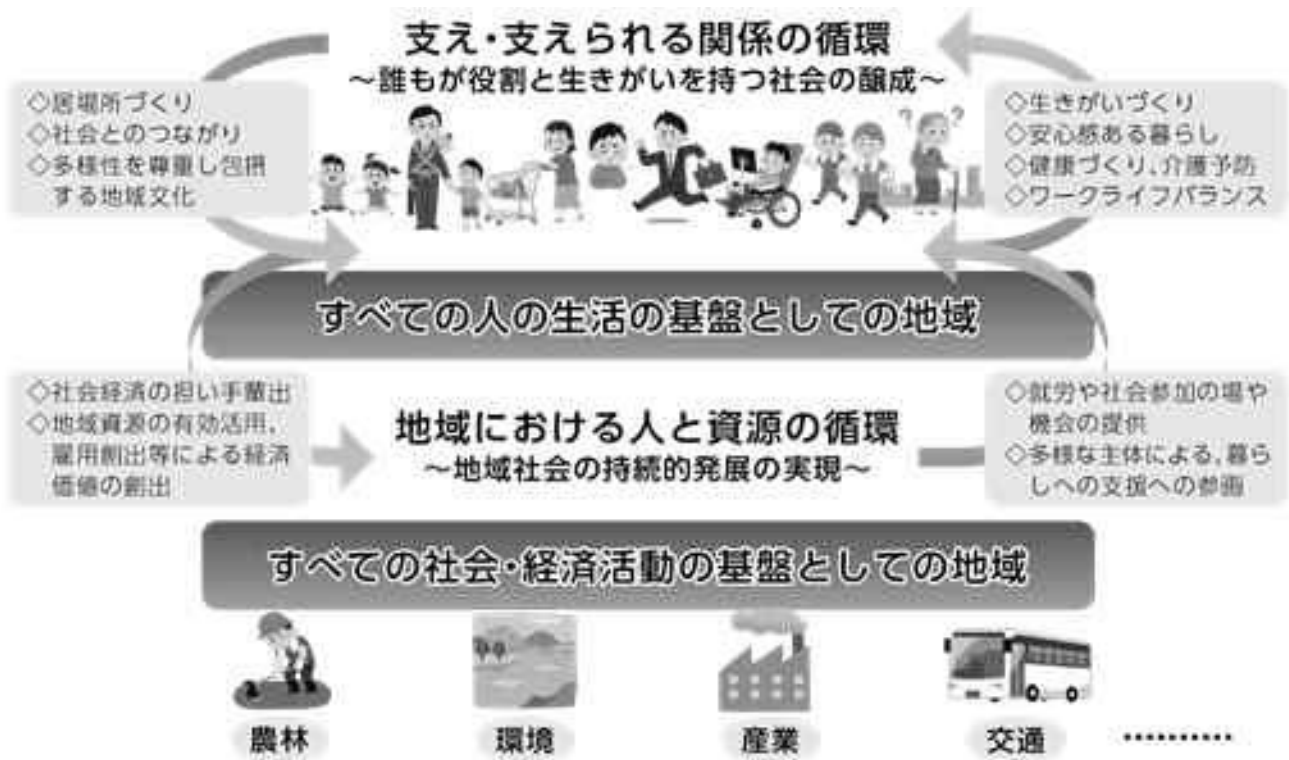 支え・支えられる関係の循環
～誰もが役割と生きがいを持つ社会の醸成～
◇居場所づくり
◇社会とのつながり
◇多様性を尊重し包摂
する地域文化
◇生きがいづくり
◇安心感ある暮らし
◇健康づくり、介護予防
◇ワークライフバランス
すべての人の生活の基盤としての地域
◇社会経済の担い手輩出
◇地域資源の有効活用、
雇用創出等による経済
価値の創出
地域における人と資源の循環
～地域社会の持続的発展の実現～
◇就労や社会参加の場や
機会の提供
◇多様な主体による、暮ら
しへの支援への参画
すべての社会・経済活動の基盤としての地域
農林
環境
産業
交通
··········